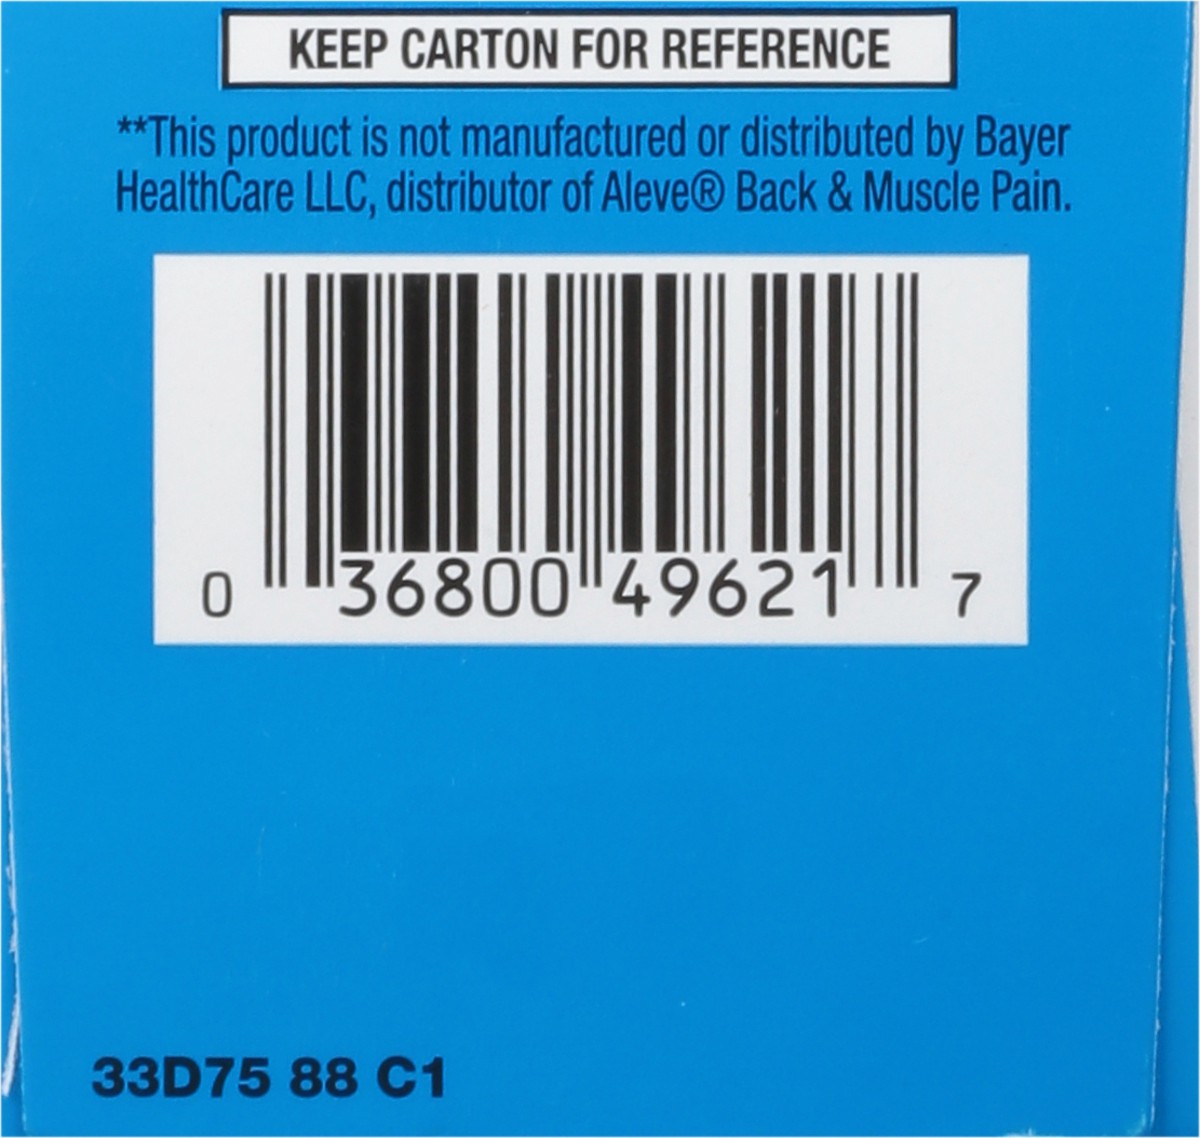 KEEP CARTON FOR REFERENCE
**This product is not manufactured or distributed by Bayer
HealthCare LLC, distributor of Aleve® Back & Muscle Pain.
0 36800 49621 7
33D75 88 C1